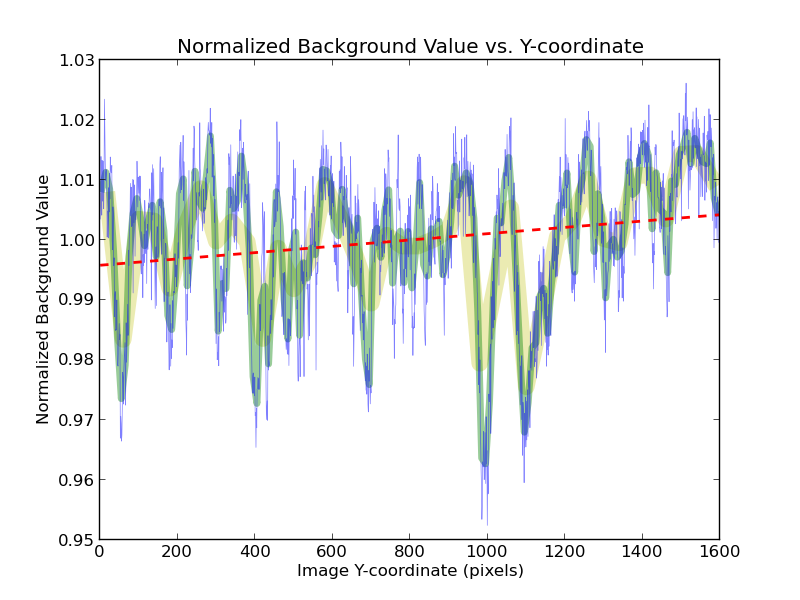 Normalized Background Value vs. Y-coordinate
1.03
1.02
1.01
1.00
0.99
0.98
0.97
0.96
0.95
Normalized Background Value
0 200 400 600 800 1000 1200 1400 1600
Image Y-coordinate (pixels)